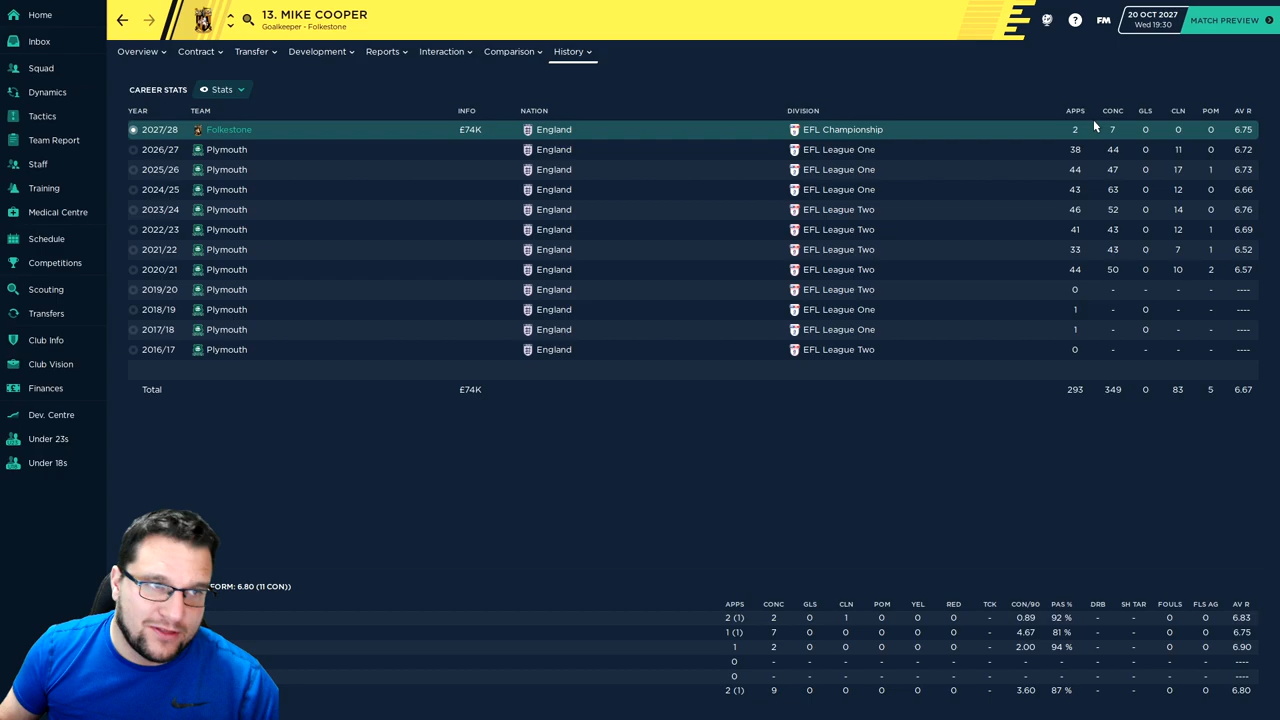 Home
Inbox
Squad
Dynamics
Tactics
Team Report
Staff
Training
Medical Centre
Schedule
Competitions
Scouting
Transfers
Club Info
Club Vision
Finances
Dev. Centre
Under 23s
Under 18s
13. MIKE COOPER
Goalkeeper - Folkestone
? FM 20 OCT 2027
Wed 19:30
MATCH PREVIEW
Overview Contract Transfer Development Reports Interaction Comparison History
CAREER STATS Stats
YEAR TEAM INFO NATION DIVISION APPS CONC GLS CLN POM AV R
2027/28 Folkestone £74K England EFL Championship 2 7 0 0 0 6.75
2026/27 Plymouth England EFL League One 38 44 0 11 0 6.72
2025/26 Plymouth England EFL League One 44 47 0 17 1 6.73
2024/25 Plymouth England EFL League One 43 63 0 12 0 6.66
2023/24 Plymouth England EFL League Two 46 52 0 14 0 6.76
2022/23 Plymouth England EFL League Two 41 43 0 12 1 6.69
2021/22 Plymouth England EFL League Two 33 43 0 7 1 6.52
2020/21 Plymouth England EFL League Two 44 50 0 10 2 6.57
2019/20 Plymouth England EFL League Two 0 - - - - ----
2018/19 Plymouth England EFL League One 1 - 0 - - ----
2017/18 Plymouth England EFL League One 1 - 0 - - ----
2016/17 Plymouth England EFL League Two 0 - - - - ----
Total £74K 293 349 0 83 5 6.67
FORM: 6.80 (11 CON))
APPS CONC GLS CLN POM YEL RED TCK CON/90 PAS % DRB SH TAR FOULS FLS AG AV R
2 (1) 2 0 1 0 0 0 - 0.89 92 % - - 0 0 6.83
1 (1) 7 0 0 0 0 0 - 4.67 81 % - - 0 0 6.75
1 2 0 0 0 0 0 - 2.00 94 % - - 0 0 6.90
0 - - - - - - - - - - - - - ----
0 - - - - - - - - - - - - - ----
2 (1) 9 0 0 0 0 0 - 3.60 87 % - - 0 0 6.80